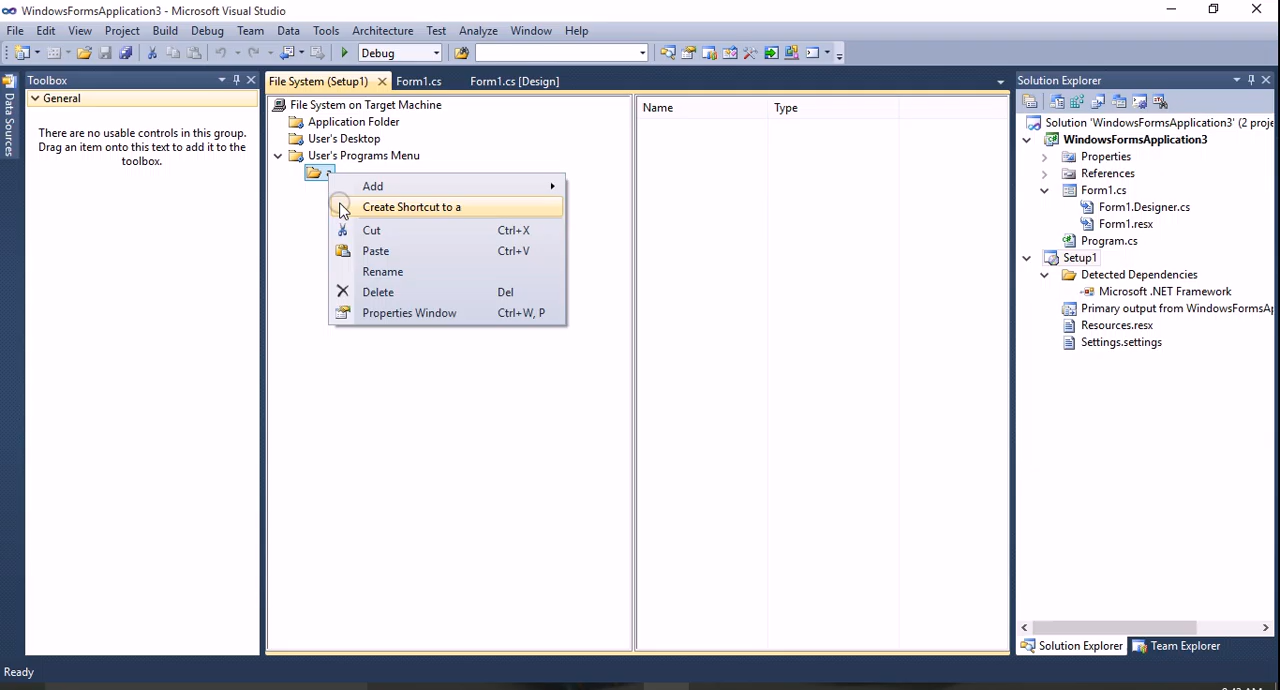 WindowsFormsApplication3 - Microsoft Visual Studio
File Edit View Project Build Debug Team Data Tools Architecture Test Analyze Window Help
Debug
Data Sources
Toolbox
General
There are no usable controls in this group.
Drag an item onto this text to add it to the
toolbox.
File System (Setup1) Form1.cs Form1.cs [Design]
File System on Target Machine
Application Folder
User's Desktop
User's Programs Menu
Add
Create Shortcut to a
Cut Ctrl+X
Paste Ctrl+V
Rename
Delete Del
Properties Window Ctrl+W, P
Name Type
Solution Explorer
Solution 'WindowsFormsApplication3' (2 proje
WindowsFormsApplication3
Properties
References
Form1.cs
Form1.Designer.cs
Form1.resx
Program.cs
Setup1
Detected Dependencies
Microsoft .NET Framework
Primary output from WindowsFormsAp
Resources.resx
Settings.settings
Solution Explorer Team Explorer
Ready